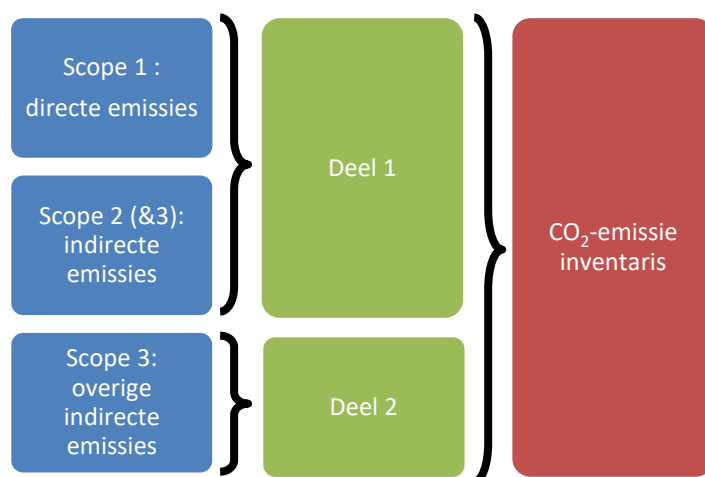 Scope 1 :
directe emissies
Scope 2 (&3):
indirecte
emissies
Scope 3:
overige
indirecte
emissies
Deel 1
Deel 2
CO₂-emissie
inventaris